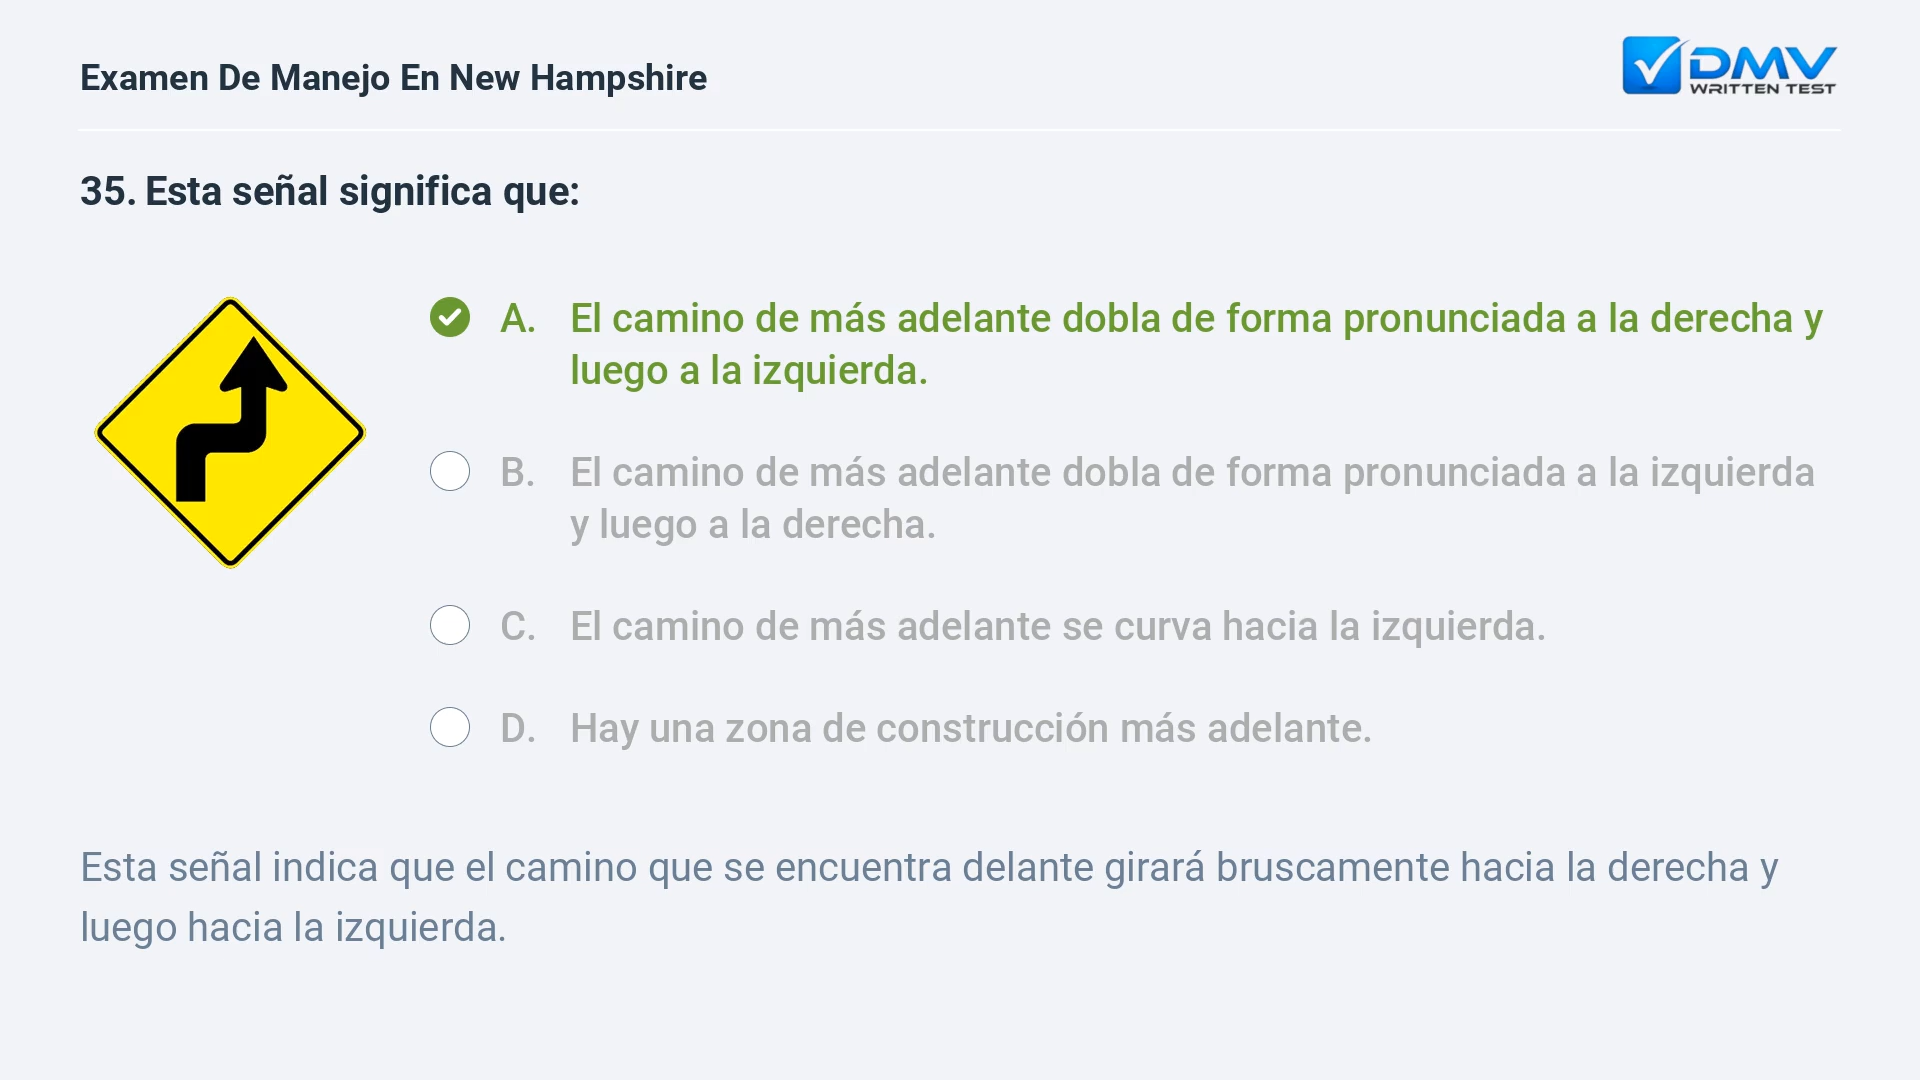 Examen De Manejo En New Hampshire
DMV
WRITTEN TEST
35. Esta señal significa que:
A. El camino de más adelante dobla de forma pronunciada a la derecha y
luego a la izquierda.
B. El camino de más adelante dobla de forma pronunciada a la izquierda
y luego a la derecha.
C. El camino de más adelante se curva hacia la izquierda.
D. Hay una zona de construcción más adelante.
Esta señal indica que el camino que se encuentra delante girará bruscamente hacia la derecha y
luego hacia la izquierda.